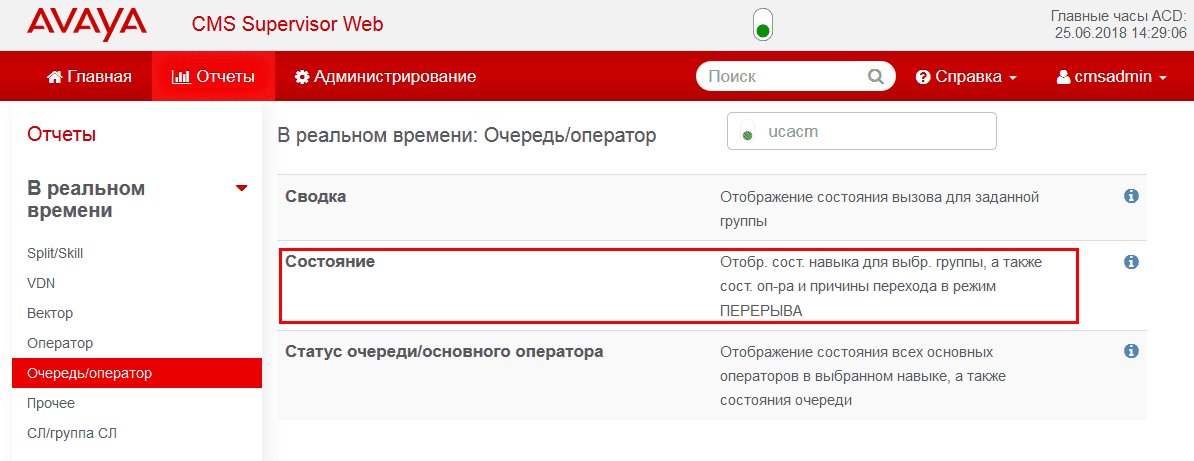 AVAYA
CMS Supervisor Web
Главные часы ACD:
25.06.2018 14:29:06
Главная
Отчеты
Администрирование
Поиск
Справка
cmsadmin
Отчеты
В реальном
времени
Split/Skill
VDN
Вектор
Оператор
Очередь/оператор
Прочее
СЛ/группа СЛ
В реальном времени: Очередь/оператор
ucacm
Сводка
Отображение состояния вызова для заданной
группы
Состояние
Отобр. сост. навыка для выбр. группы, а также
сост. оп-ра и причины перехода в режим
ПЕРЕРЫВА
Статус очереди/основного оператора
Отображение состояния всех основных
операторов в выбранном навыке, а также
состояния очереди